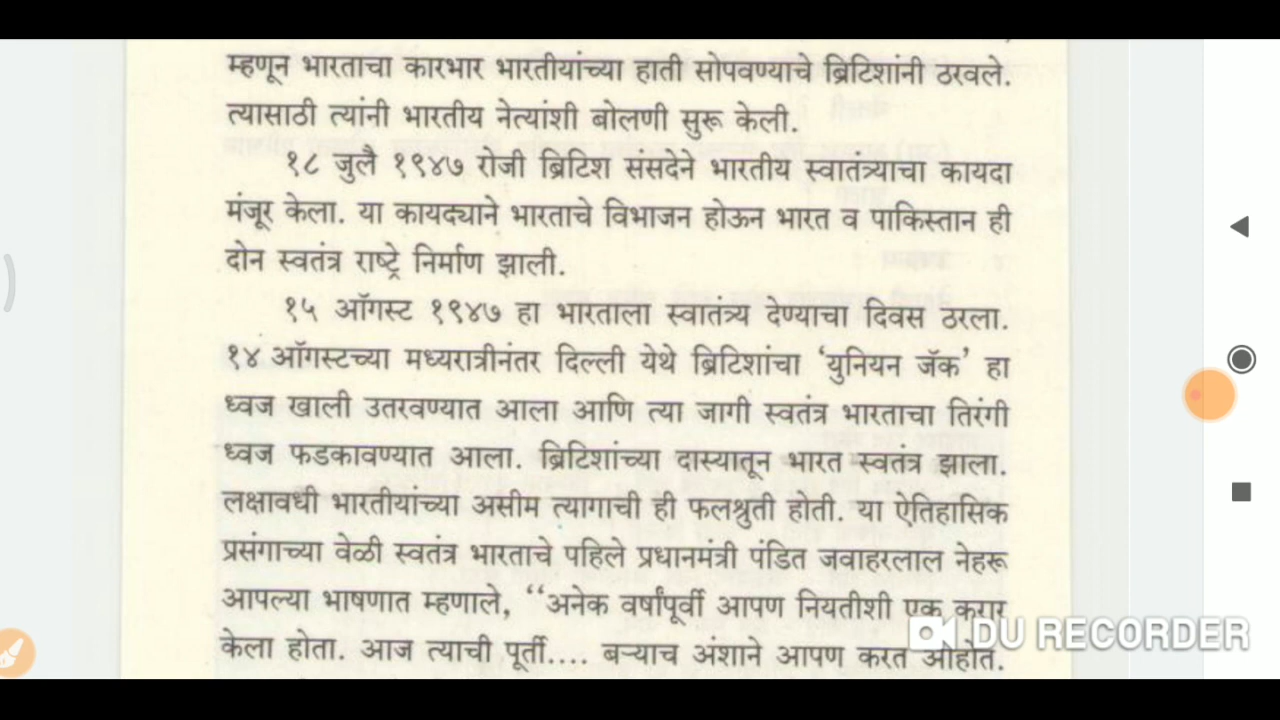 म्हणून भारताचा कारभार भारतीयांच्या हाती सोपवण्याचे ब्रिटिशांनी ठरवले.
त्यासाठी त्यांनी भारतीय नेत्यांशी बोलणी सुरू केली.
१८ जुलै १९४७ रोजी ब्रिटिश संसदेने भारतीय स्वातंत्र्याचा कायदा
मंजूर केला. या कायद्याने भारताचे विभाजन होऊन भारत व पाकिस्तान ही
दोन स्वतंत्र राष्ट्रे निर्माण झाली.
१५ ऑगस्ट १९४७ हा भारताला स्वातंत्र्य देण्याचा दिवस ठरला.
१४ ऑगस्टच्या मध्यरात्रीनंतर दिल्ली येथे ब्रिटिशांचा ‘युनियन जॅक’ हा
ध्वज खाली उतरवण्यात आला आणि त्या जागी स्वतंत्र भारताचा तिरंगी
ध्वज फडकावण्यात आला. ब्रिटिशांच्या दास्यातून भारत स्वतंत्र झाला.
लक्षावधी भारतीयांच्या असीम त्यागाची ही फलश्रुती होती. या ऐतिहासिक
प्रसंगाच्या वेळी स्वतंत्र भारताचे पहिले प्रधानमंत्री पंडित जवाहरलाल नेहरू
आपल्या भाषणात म्हणाले, “अनेक वर्षांपूर्वी आपण नियतीशी एक करार
केला होता. आज त्याची पूर्ती.... बऱ्याच अंशाने आपण करत आहोत.
DU RECORDER